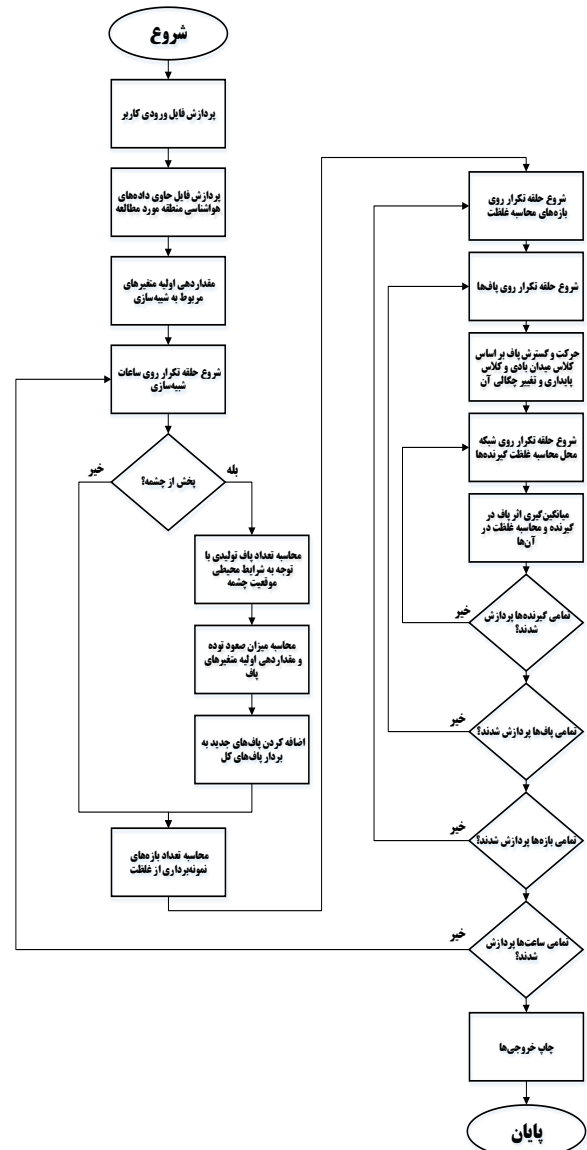 شروع
پردازش فایل ورودی کاربر
پردازش فایل حاوی داده‌های
هواشناسی منطقه مورد مطالعه
مقداردهی اولیه متغیرهای
مربوط به شبیه‌سازی
شروع حلقه تکرار روی ساعات
شبیه‌سازی
پخش از چشمه؟
بله
خیر
محاسبه تعداد پاف تولیدی با
توجه به شرایط محیطی
موقعیت چشمه
محاسبه میزان صعود توده
و مقداردهی اولیه متغیرهای
پاف
اضافه کردن پاف‌های جدید به
بردار پاف‌های کل
محاسبه تعداد بازه‌های
نمونه‌برداری از غلظت
شروع حلقه تکرار روی
بازه‌های محاسبه غلظت
شروع حلقه تکرار روی پاف‌ها
حرکت و گسترش پاف بر اساس
کلاس میدان بادی و کلاس
پایداری و تغییر چگالی آن
شروع حلقه تکرار روی شبکه
محل محاسبه غلظت گیرنده‌ها
میانگین‌گیری اثر پاف در
گیرنده و محاسبه غلظت در
آن‌ها
تمامی گیرنده‌ها پردازش
شدند؟
خیر
تمامی پاف‌ها پردازش شدند؟
خیر
تمامی بازه‌ها پردازش شدند؟
خیر
تمامی ساعت‌ها پردازش
شدند؟
خیر
چاپ خروجی‌ها
پایان